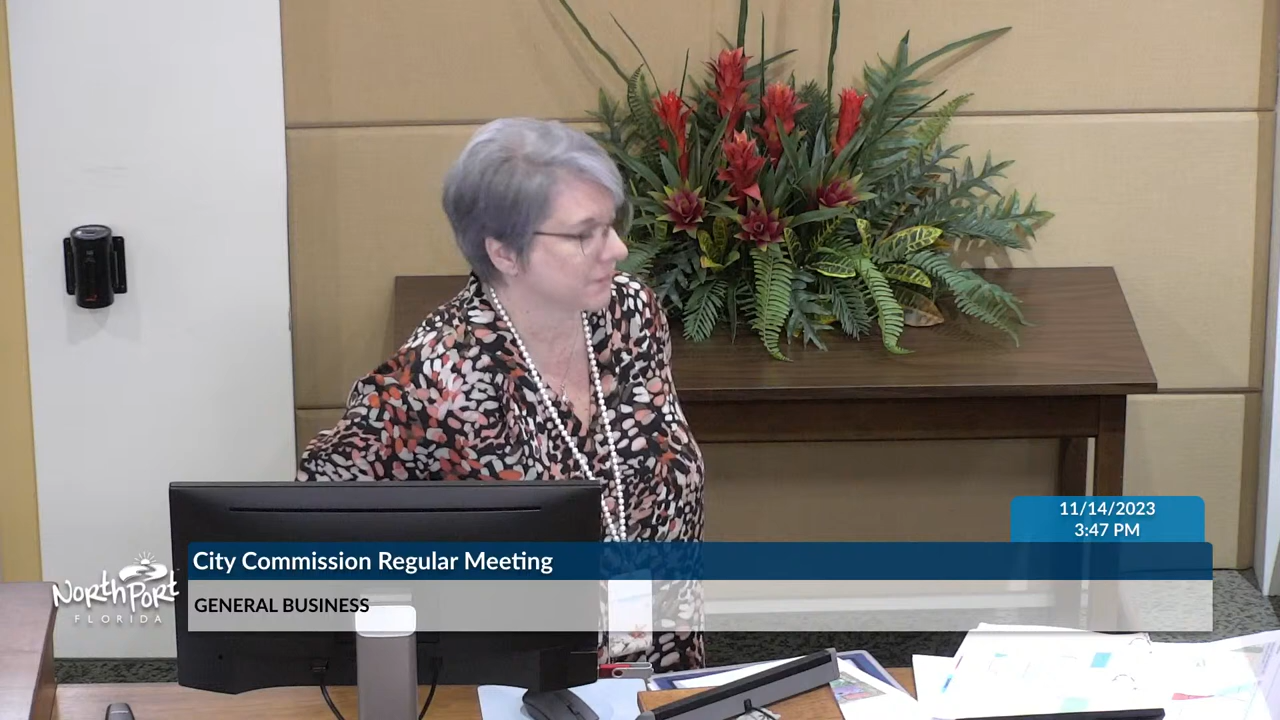 11/14/2023
3:47 PM
City Commission Regular Meeting
GENERAL BUSINESS
NorthPort
FLORIDA